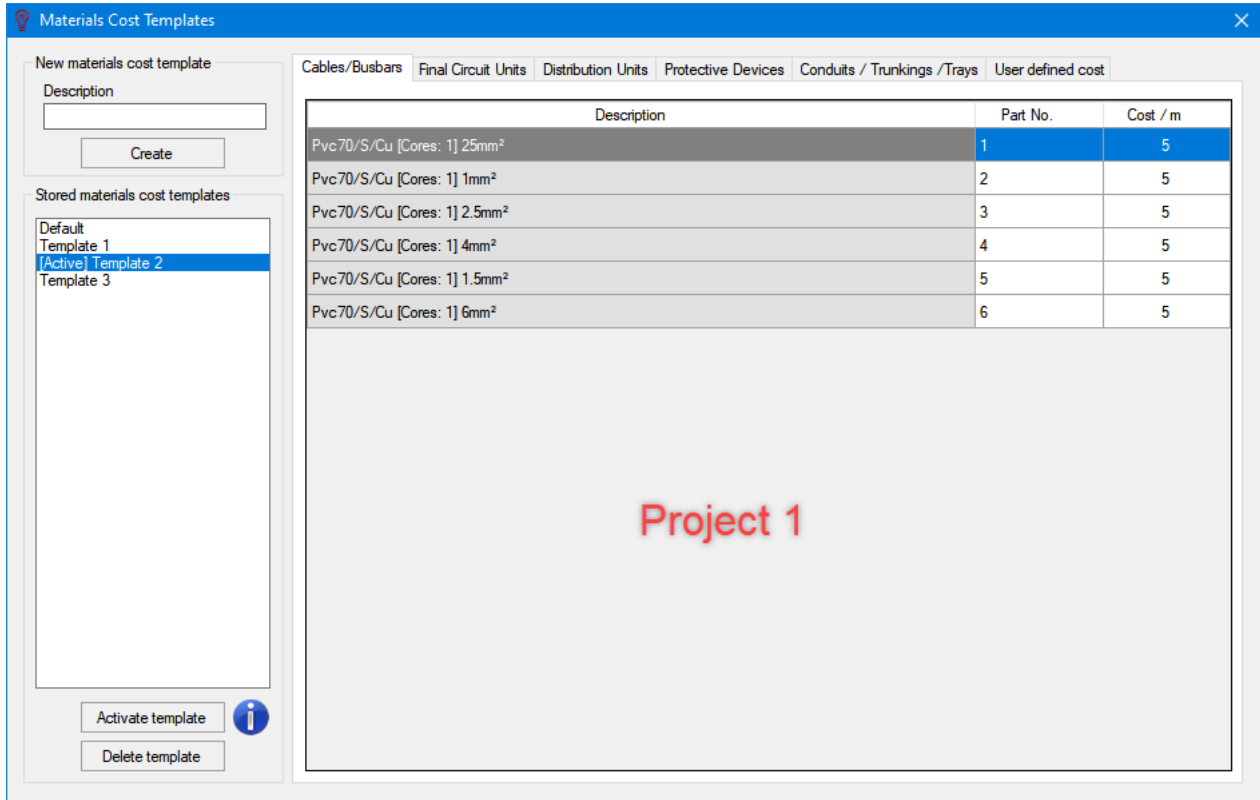 Materials Cost Templates
New materials cost template
Description
Create
Stored materials cost templates
Default
Template 1
[Active] Template 2
Template 3
Activate template
Delete template
Cables/Busbars Final Circuit Units Distribution Units Protective Devices Conduits / Trunkings /Trays User defined cost
Description Part No. Cost / m
Pvc70/S/Cu [Cores: 1] 25mm² 1 5
Pvc70/S/Cu [Cores: 1] 1mm² 2 5
Pvc70/S/Cu [Cores: 1] 2.5mm² 3 5
Pvc70/S/Cu [Cores: 1] 4mm² 4 5
Pvc70/S/Cu [Cores: 1] 1.5mm² 5 5
Pvc70/S/Cu [Cores: 1] 6mm² 6 5
Project 1